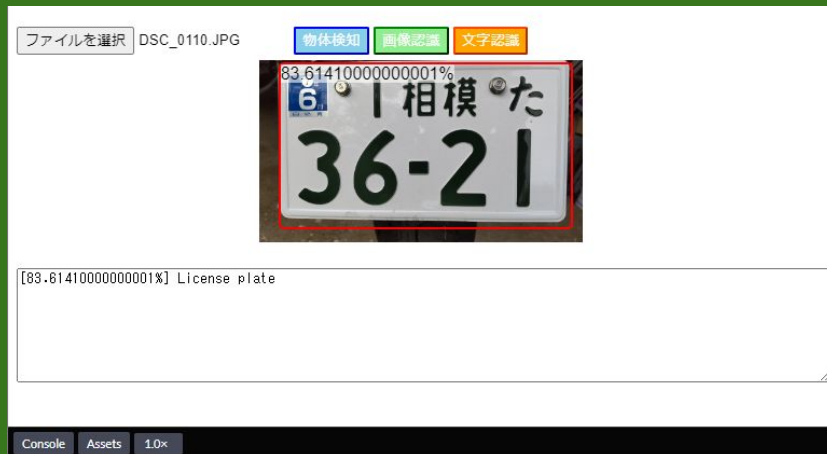 ファイルを選択 DSC_0110.JPG 物体検知 画像認識 文字認識
83.61410000000001%
6 1 相模 た
36-21
[83.61410000000001%] License plate
Console Assets 1.0×